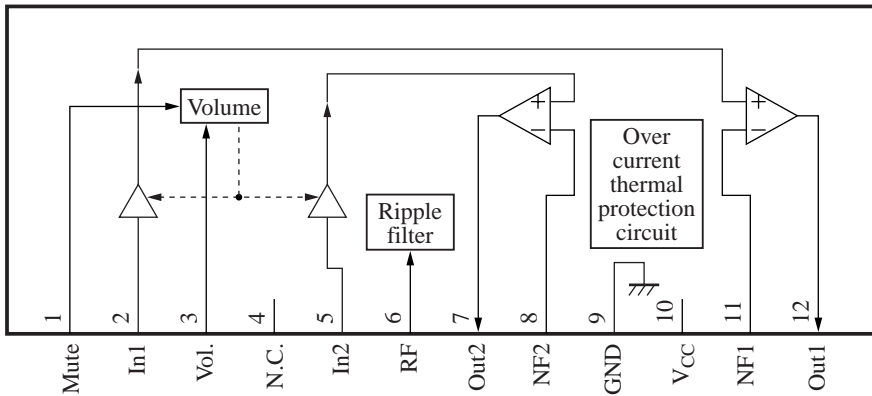 Volume
+
−
+
−
Over
current
thermal
protection
circuit
Ripple
filter
1
2
3
4
5
6
7
8
9
10
11
12
Mute
In1
Vol.
N.C.
In2
RF
Out2
NF2
GND
VCC
NF1
Out1